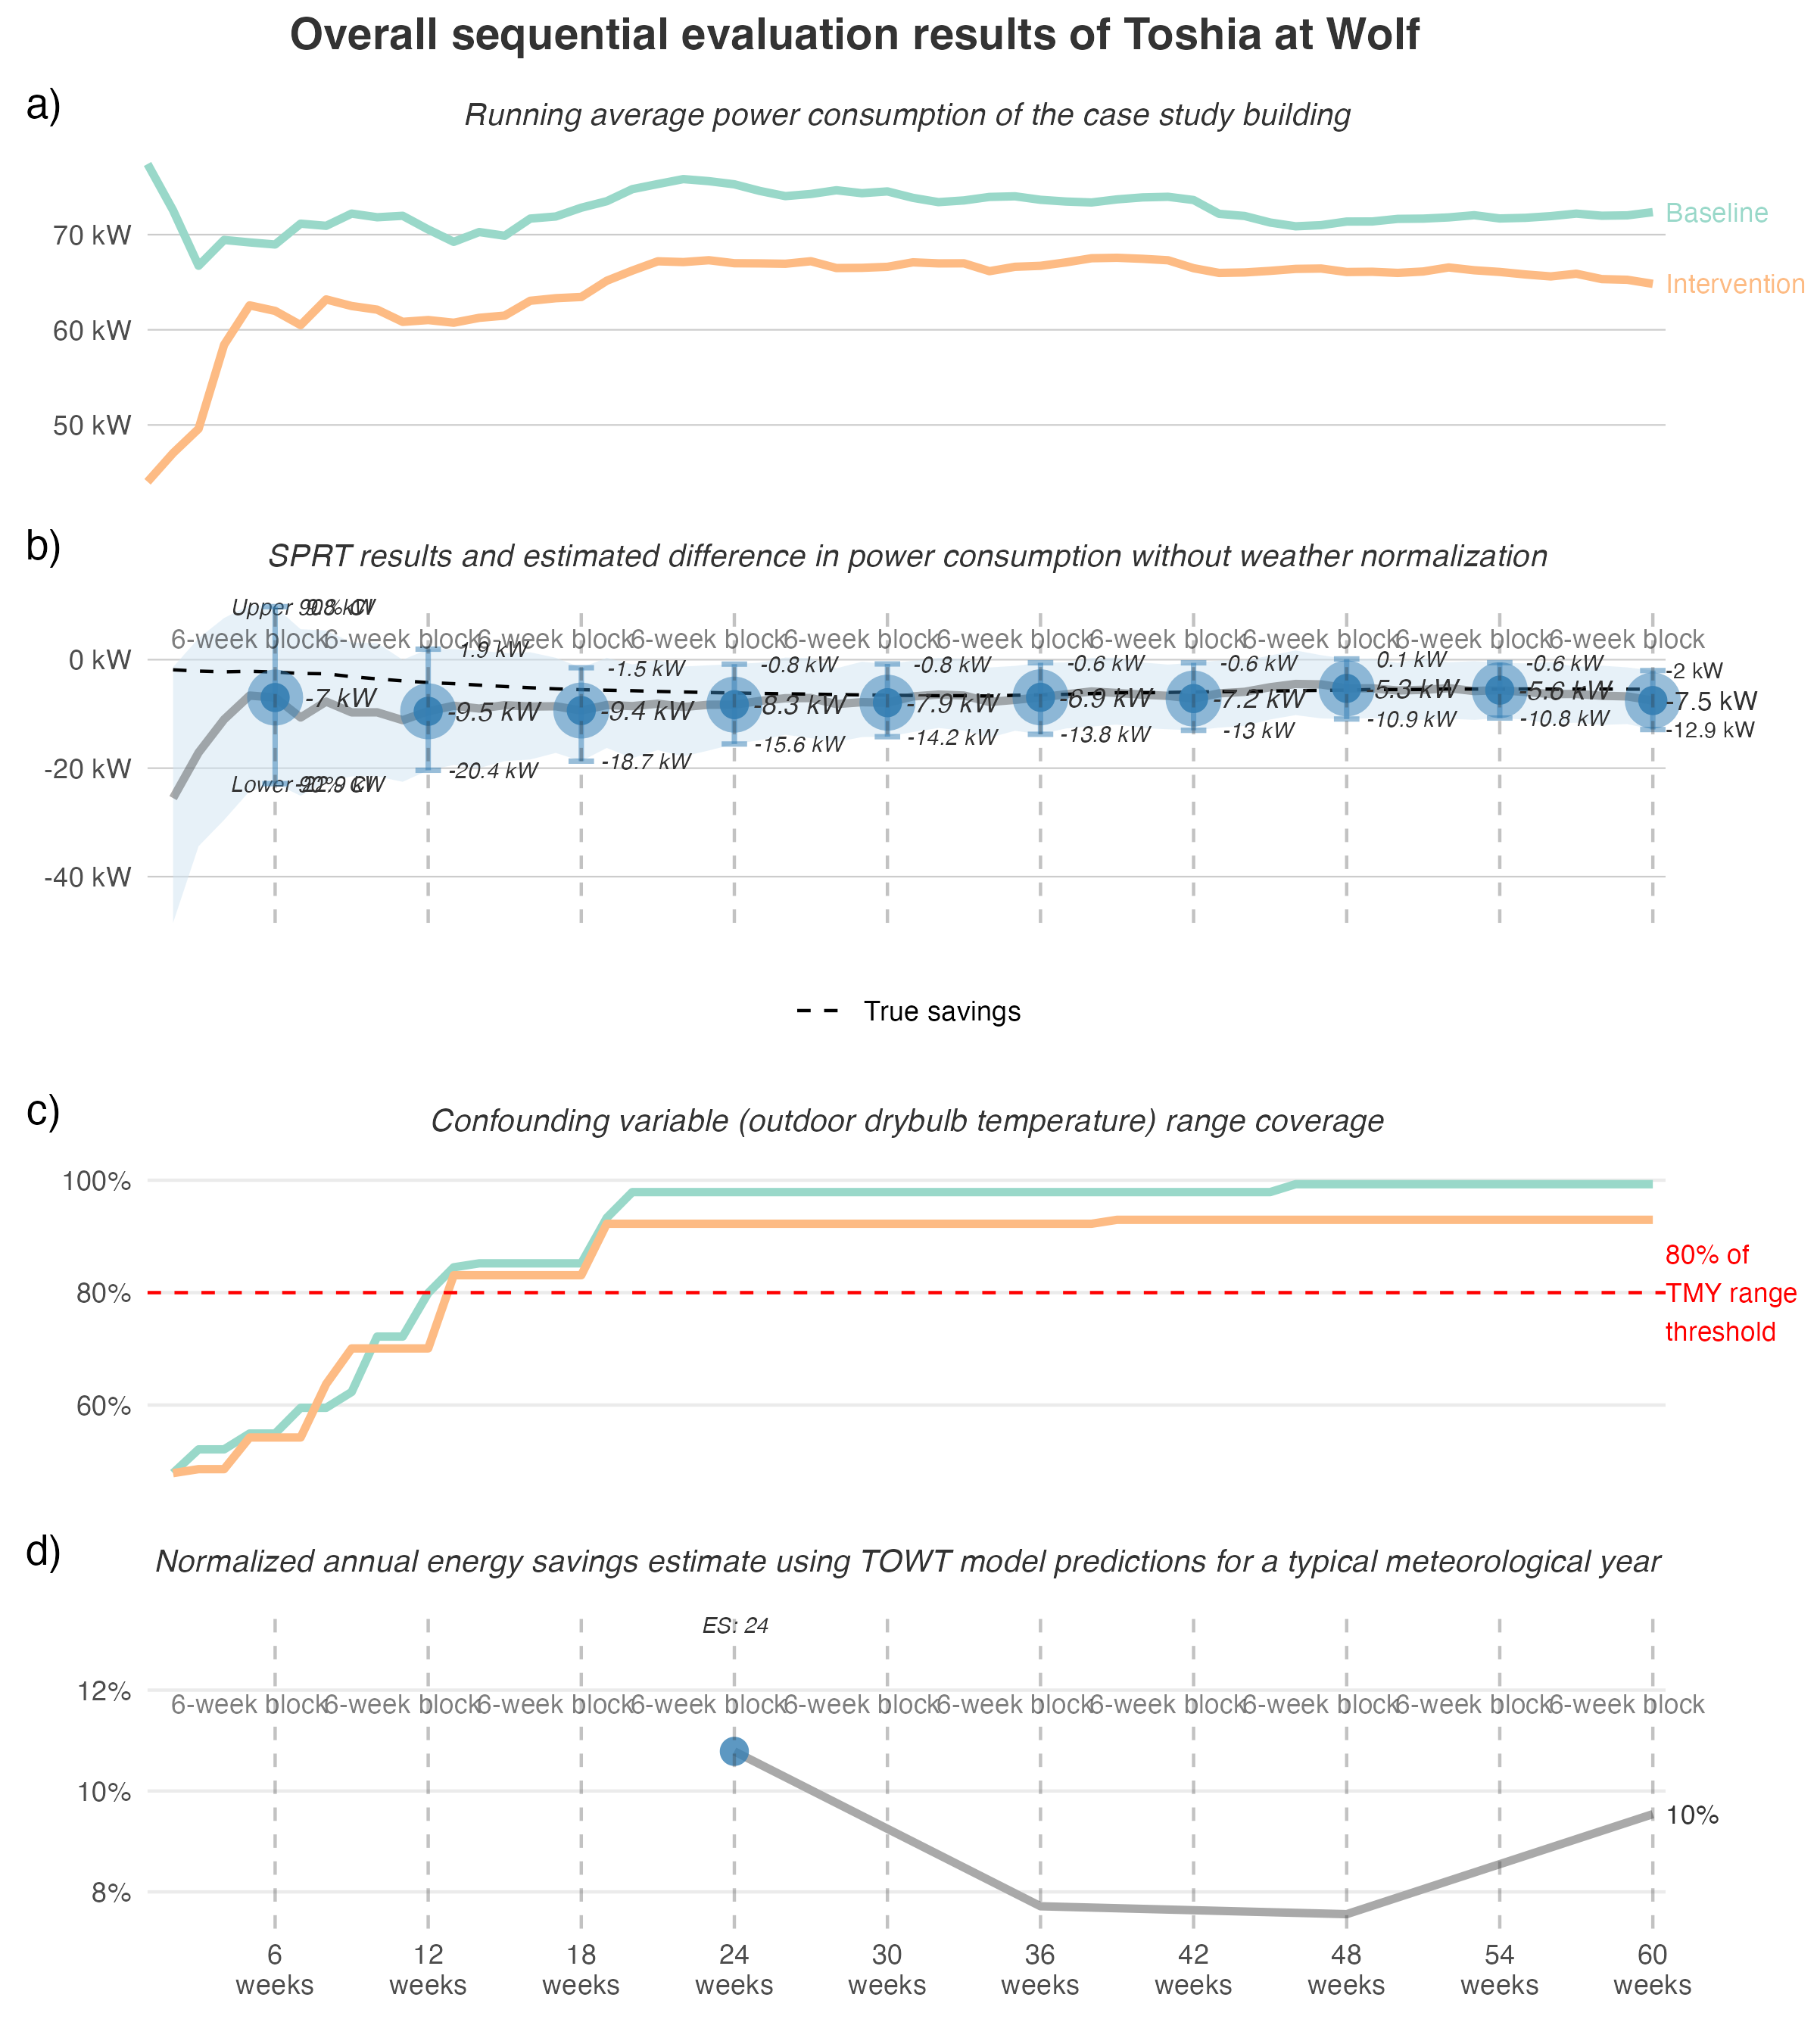 Overall sequential evaluation results of Toshia at Wolf
a)
Running average power consumption of the case study building
70 kW
60 kW
50 kW
Baseline
Intervention
b)
SPRT results and estimated difference in power consumption without weather normalization
Upper 90% CI
9.8 kW
6-week block 6-week block 6-week block 6-week block 6-week block 6-week block 6-week block 6-week block 6-week block 6-week block
0 kW
-20 kW
-40 kW
1.9 kW
-1.5 kW
-0.8 kW
-0.8 kW
-0.6 kW
-0.6 kW
0.1 kW
-0.6 kW
-2 kW
-7 kW
-9.5 kW
-9.4 kW
-8.3 kW
-7.9 kW
-6.9 kW
-7.2 kW
-5.3 kW
-5.6 kW
-7.5 kW
Lower 90% CI
-22.9 kW
-20.4 kW
-18.7 kW
-15.6 kW
-14.2 kW
-13.8 kW
-13 kW
-10.9 kW
-10.8 kW
-12.9 kW
True savings
c)
Confounding variable (outdoor drybulb temperature) range coverage
100%
80%
60%
80% of
TMY range
threshold
d)
Normalized annual energy savings estimate using TOWT model predictions for a typical meteorological year
ES: 24
12%
6-week block 6-week block 6-week block 6-week block 6-week block 6-week block 6-week block 6-week block 6-week block 6-week block
10%
8%
10%
6 12 18 24 30 36 42 48 54 60
weeks weeks weeks weeks weeks weeks weeks weeks weeks weeks